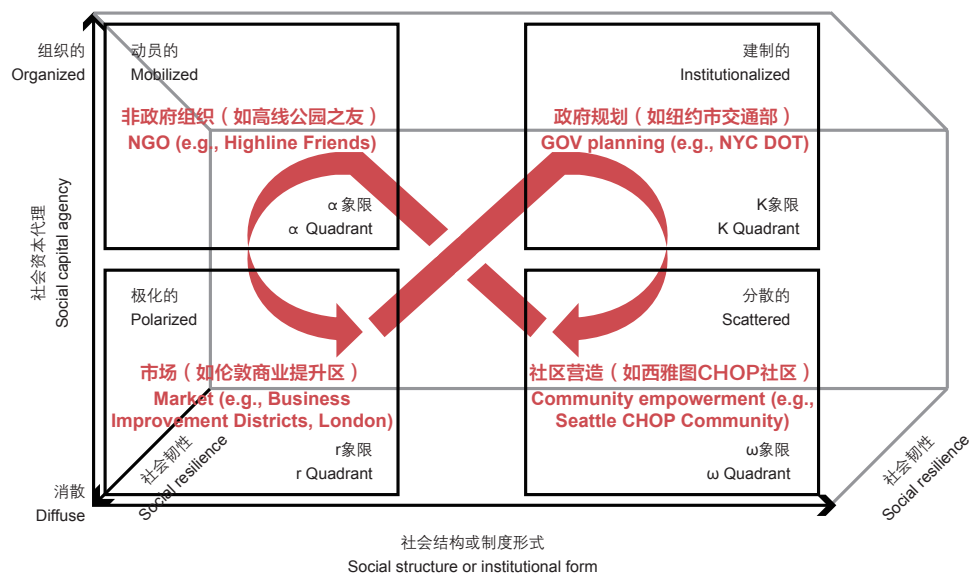 组织的
Organized
动员的
Mobilized
建制的
Institutionalized
非政府组织（如高线公园之友）
NGO (e.g., Highline Friends)
政府规划（如纽约市交通部）
GOV planning (e.g., NYC DOT)
α象限
α Quadrant
K象限
K Quadrant
社会资本代理
Social capital agency
极化的
Polarized
分散的
Scattered
市场（如伦敦商业提升区）
Market (e.g., Business
Improvement Districts, London)
社区营造（如西雅图CHOP社区）
Community empowerment (e.g.,
Seattle CHOP Community)
r象限
r Quadrant
ω象限
ω Quadrant
社会韧性
Social resilience
社会韧性
Social resilience
消散
Diffuse
社会结构或制度形式
Social structure or institutional form